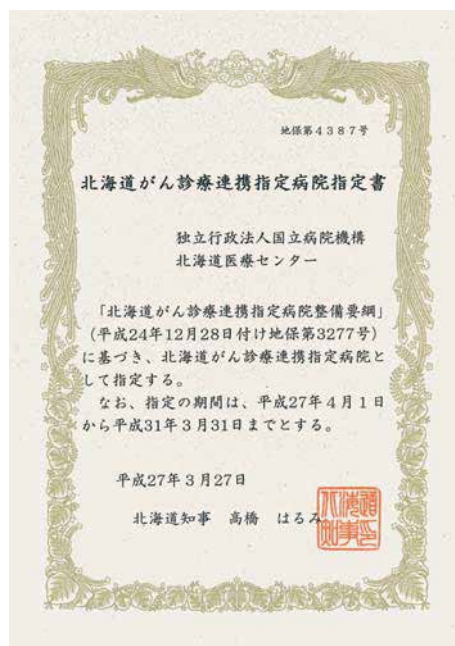 地保第4387号
北海道がん診療連携指定病院指定書
独立行政法人国立病院機構
北海道医療センター
「北海道がん診療連携指定病院整備要綱」
(平成24年12月28日付け地保第3277号)
に基づき、北海道がん診療連携指定病院と
して指定する。
なお、指定の期間は、平成27年4月1日
から平成31年3月31日までとする。
平成27年3月27日
北海道知事 高橋 はるみ
北海道知事之印